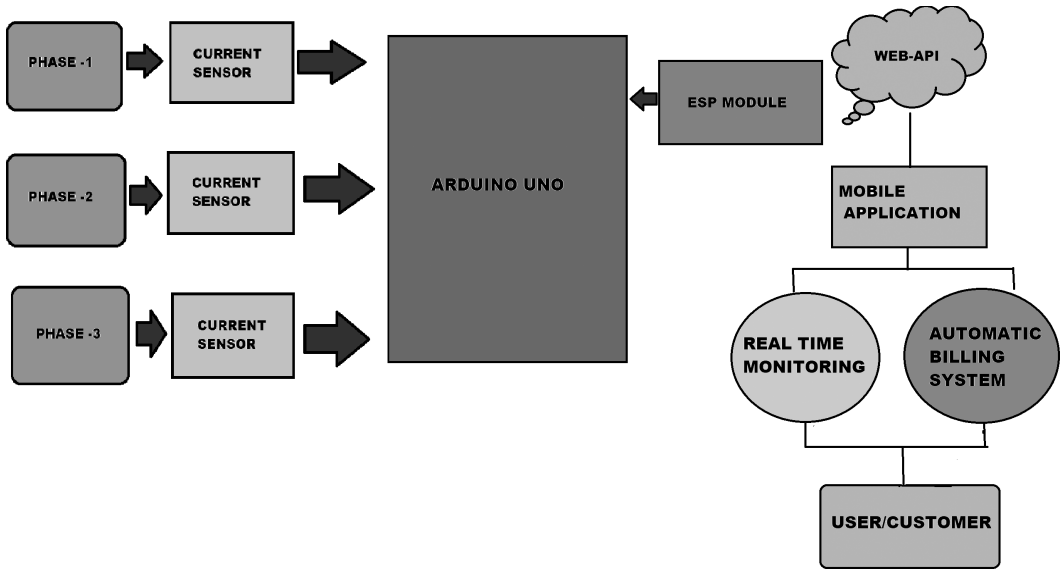 PHASE -1
CURRENT
SENSOR
PHASE -2
CURRENT
SENSOR
PHASE -3
CURRENT
SENSOR
ARDUINO UNO
ESP MODULE
WEB-API
MOBILE
APPLICATION
REAL TIME
MONITORING
AUTOMATIC
BILLING
SYSTEM
USER/CUSTOMER